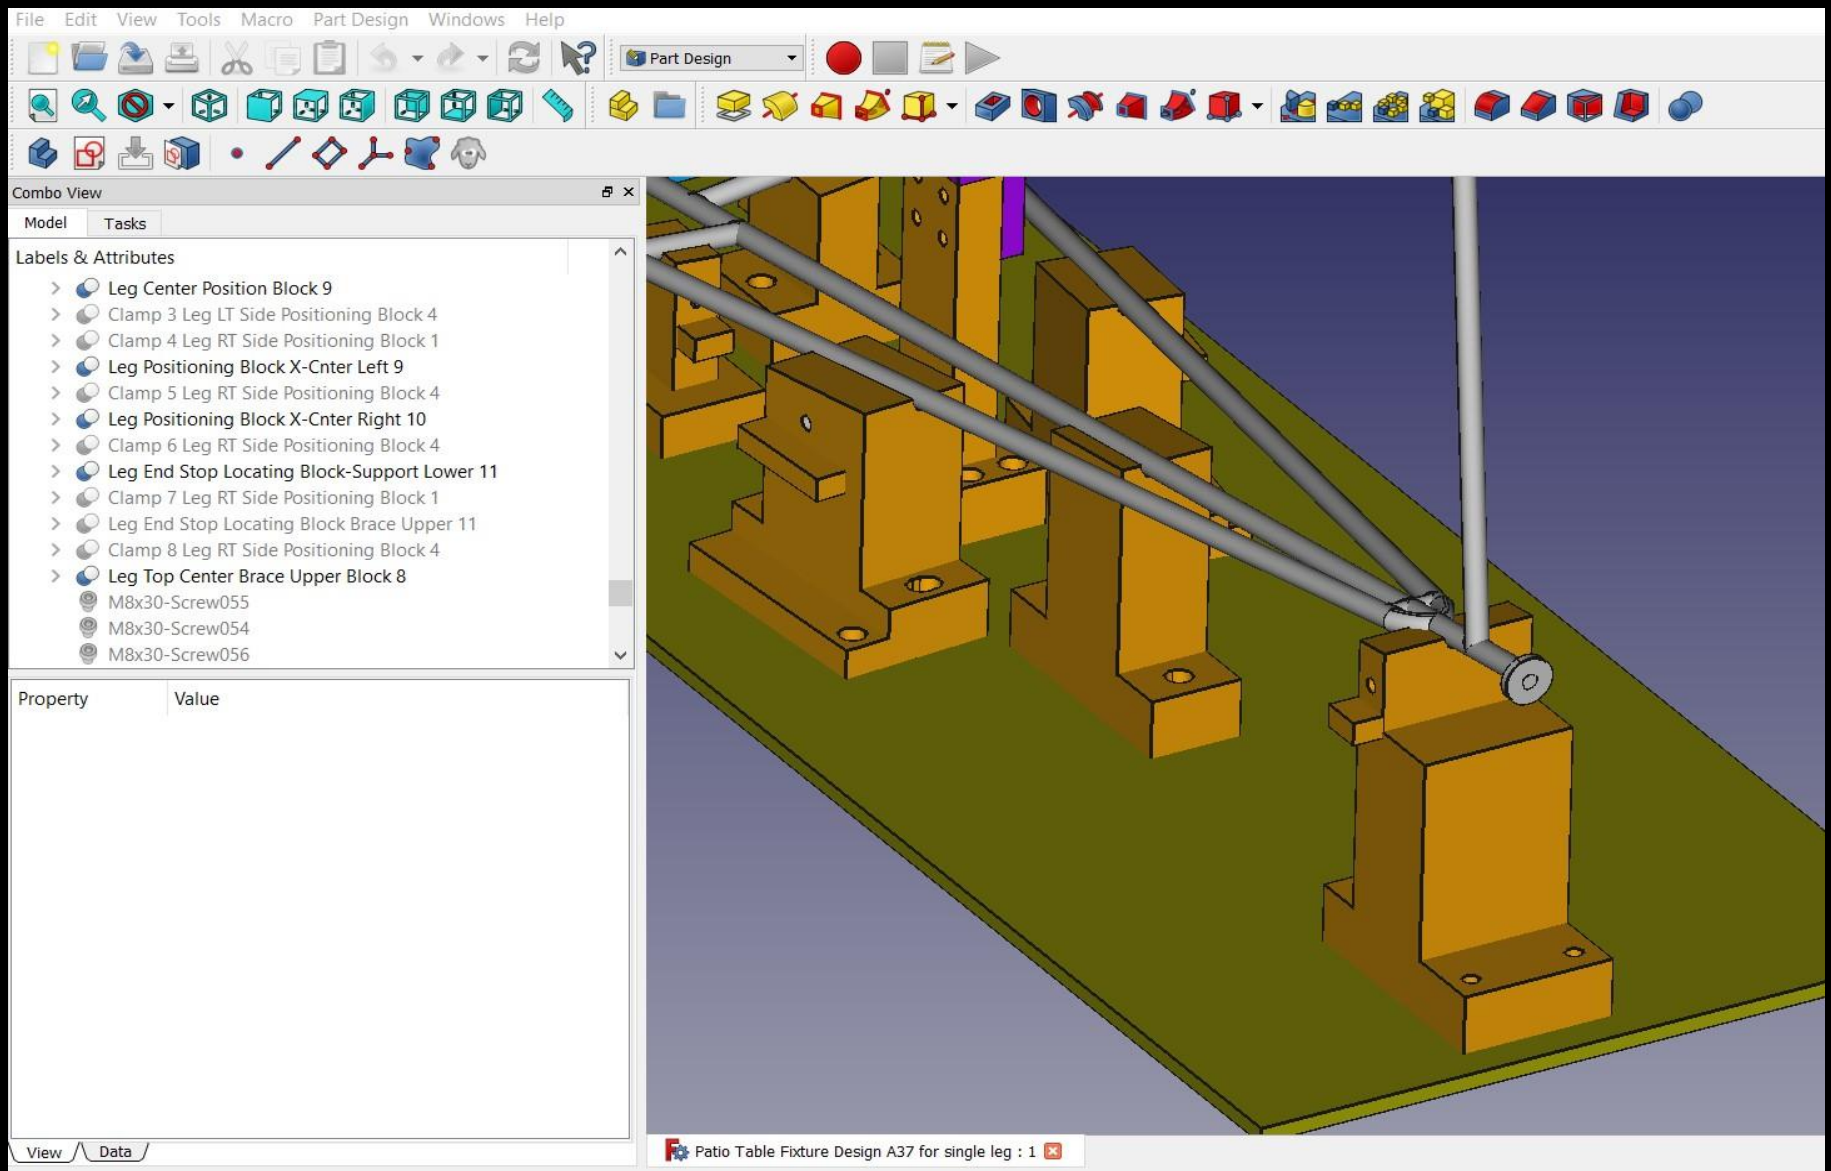 File Edit View Tools Macro Part Design Windows Help
Part Design
Combo View
Model Tasks
Labels & Attributes
Leg Center Position Block 9
Clamp 3 Leg LT Side Positioning Block 4
Clamp 4 Leg RT Side Positioning Block 1
Leg Positioning Block X-Cnter Left 9
Clamp 5 Leg RT Side Positioning Block 4
Leg Positioning Block X-Cnter Right 10
Clamp 6 Leg RT Side Positioning Block 4
Leg End Stop Locating Block-Support Lower 11
Clamp 7 Leg RT Side Positioning Block 1
Leg End Stop Locating Block Brace Upper 11
Clamp 8 Leg RT Side Positioning Block 4
Leg Top Center Brace Upper Block 8
M8x30-Screw055
M8x30-Screw054
M8x30-Screw056
Property Value
View Data
Patio Table Fixture Design A37 for single leg : 1